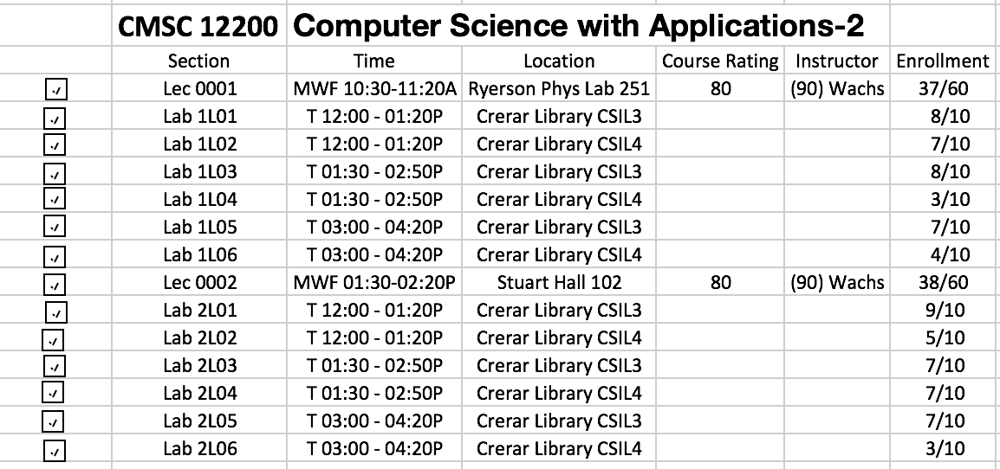 CMSC 12200 Computer Science with Applications-2
Section Time Location Course Rating Instructor Enrollment
Lec 0001 MWF 10:30-11:20A Ryerson Phys Lab 251 80 (90) Wachs 37/60
Lab 1L01 T 12:00 - 01:20P Crerar Library CSIL3 8/10
Lab 1L02 T 12:00 - 01:20P Crerar Library CSIL4 7/10
Lab 1L03 T 01:30 - 02:50P Crerar Library CSIL3 8/10
Lab 1L04 T 01:30 - 02:50P Crerar Library CSIL4 3/10
Lab 1L05 T 03:00 - 04:20P Crerar Library CSIL3 7/10
Lab 1L06 T 03:00 - 04:20P Crerar Library CSIL4 4/10
Lec 0002 MWF 01:30-02:20P Stuart Hall 102 80 (90) Wachs 38/60
Lab 2L01 T 12:00 - 01:20P Crerar Library CSIL3 9/10
Lab 2L02 T 12:00 - 01:20P Crerar Library CSIL4 5/10
Lab 2L03 T 01:30 - 02:50P Crerar Library CSIL3 7/10
Lab 2L04 T 01:30 - 02:50P Crerar Library CSIL4 7/10
Lab 2L05 T 03:00 - 04:20P Crerar Library CSIL3 7/10
Lab 2L06 T 03:00 - 04:20P Crerar Library CSIL4 3/10